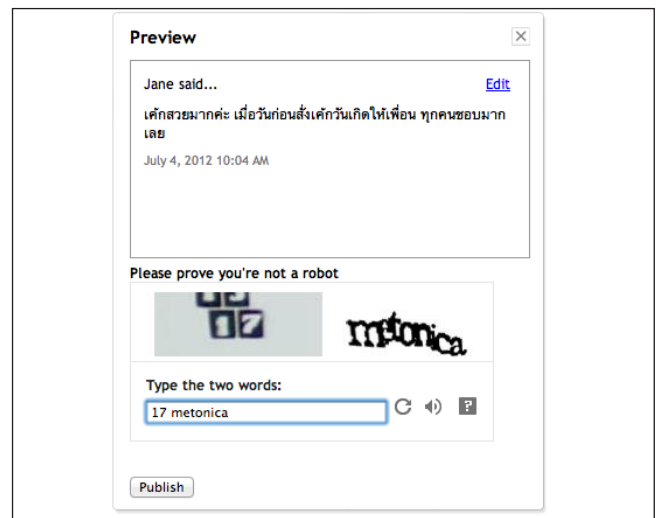 Preview
Jane said...
Edit
เค้กสวยมากค่ะ เมื่อวันก่อนสั่งเค้กวันเกิดให้เพื่อน ทุกคนชอบมาก
เลย
July 4, 2012 10:04 AM
Please prove you're not a robot
17 metonica
Type the two words:
17 metonica
?
Publish